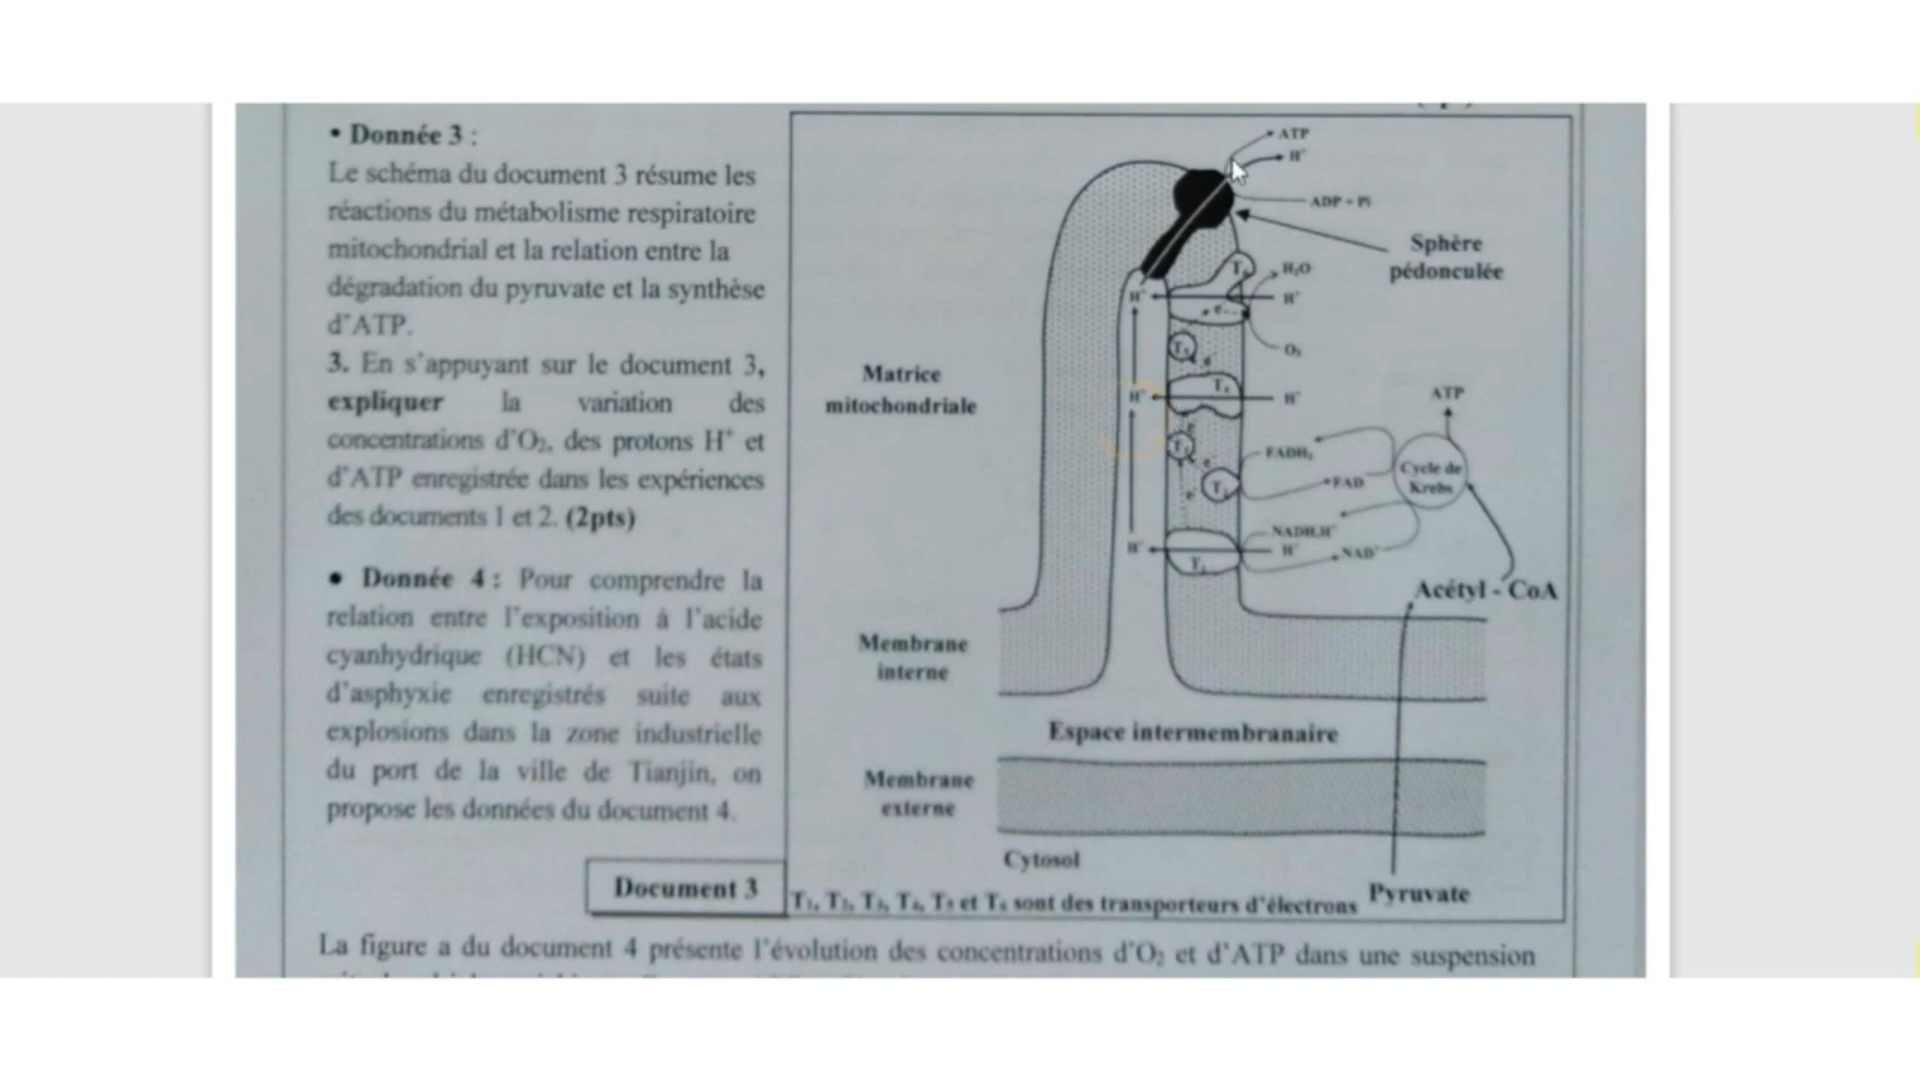 • Donnée 3 :
Le schéma du document 3 résume les
réactions du métabolisme respiratoire
mitochondrial et la relation entre la
dégradation du pyruvate et la synthèse
d'ATP.
3. En s'appuyant sur le document 3,
expliquer la variation des
concentrations d'O₂, des protons H⁺ et
d'ATP enregistrée dans les expériences
des documents 1 et 2. (2pts)
• Donnée 4 : Pour comprendre la
relation entre l'exposition à l'acide
cyanhydrique (HCN) et les états
d'asphyxie enregistrés suite aux
explosions dans la zone industrielle
du port de la ville de Tianjin, on
propose les données du document 4.
Document 3
ATP
H⁺
ADP + Pi
Sphère
pédonculée
T₆
H₂O
H⁺
H⁺
e⁻
O₂
T₅
e⁻
Matrice
mitochondriale
T₄
H⁺
H⁺
ATP
e⁻
T₃
FADH₂
e⁻
Cycle de
Krebs
T₂
FAD
e⁻
NADH,H⁺
H⁺
H⁺
NAD⁺
T₁
Acétyl - CoA
Membrane
interne
Espace intermembranaire
Membrane
externe
Cytosol
Pyruvate
T₁, T₂, T₃, T₄, T₅ et T₆ sont des transporteurs d'électrons
La figure a du document 4 présente l'évolution des concentrations d'O₂ et d'ATP dans une suspension